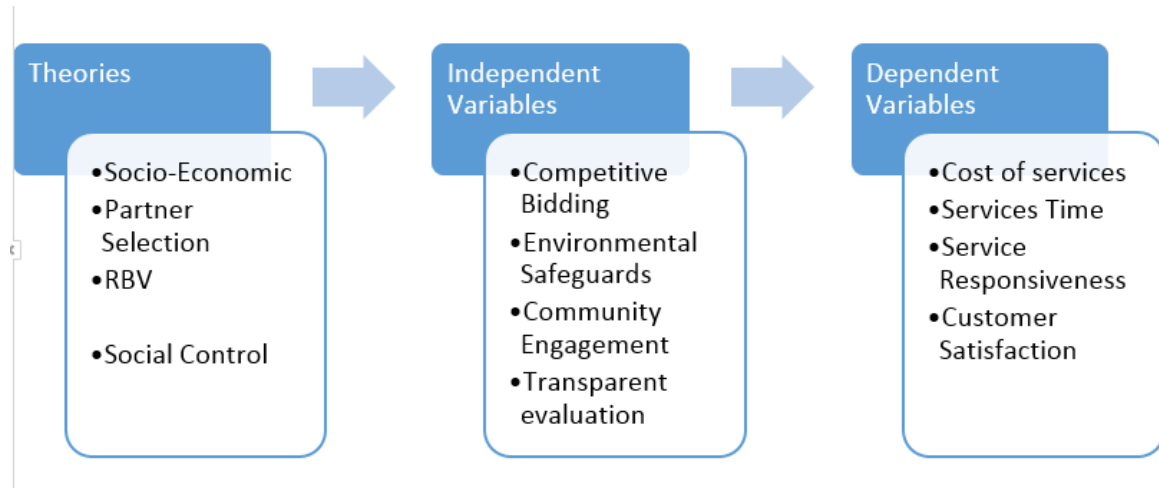 Theories
•Socio-Economic
•Partner
Selection
•RBV
•Social Control
Independent
Variables
•Competitive
Bidding
•Environmental
Safeguards
•Community
Engagement
•Transparent
evaluation
Dependent
Variables
•Cost of services
•Services Time
•Service
Responsiveness
•Customer
Satisfaction